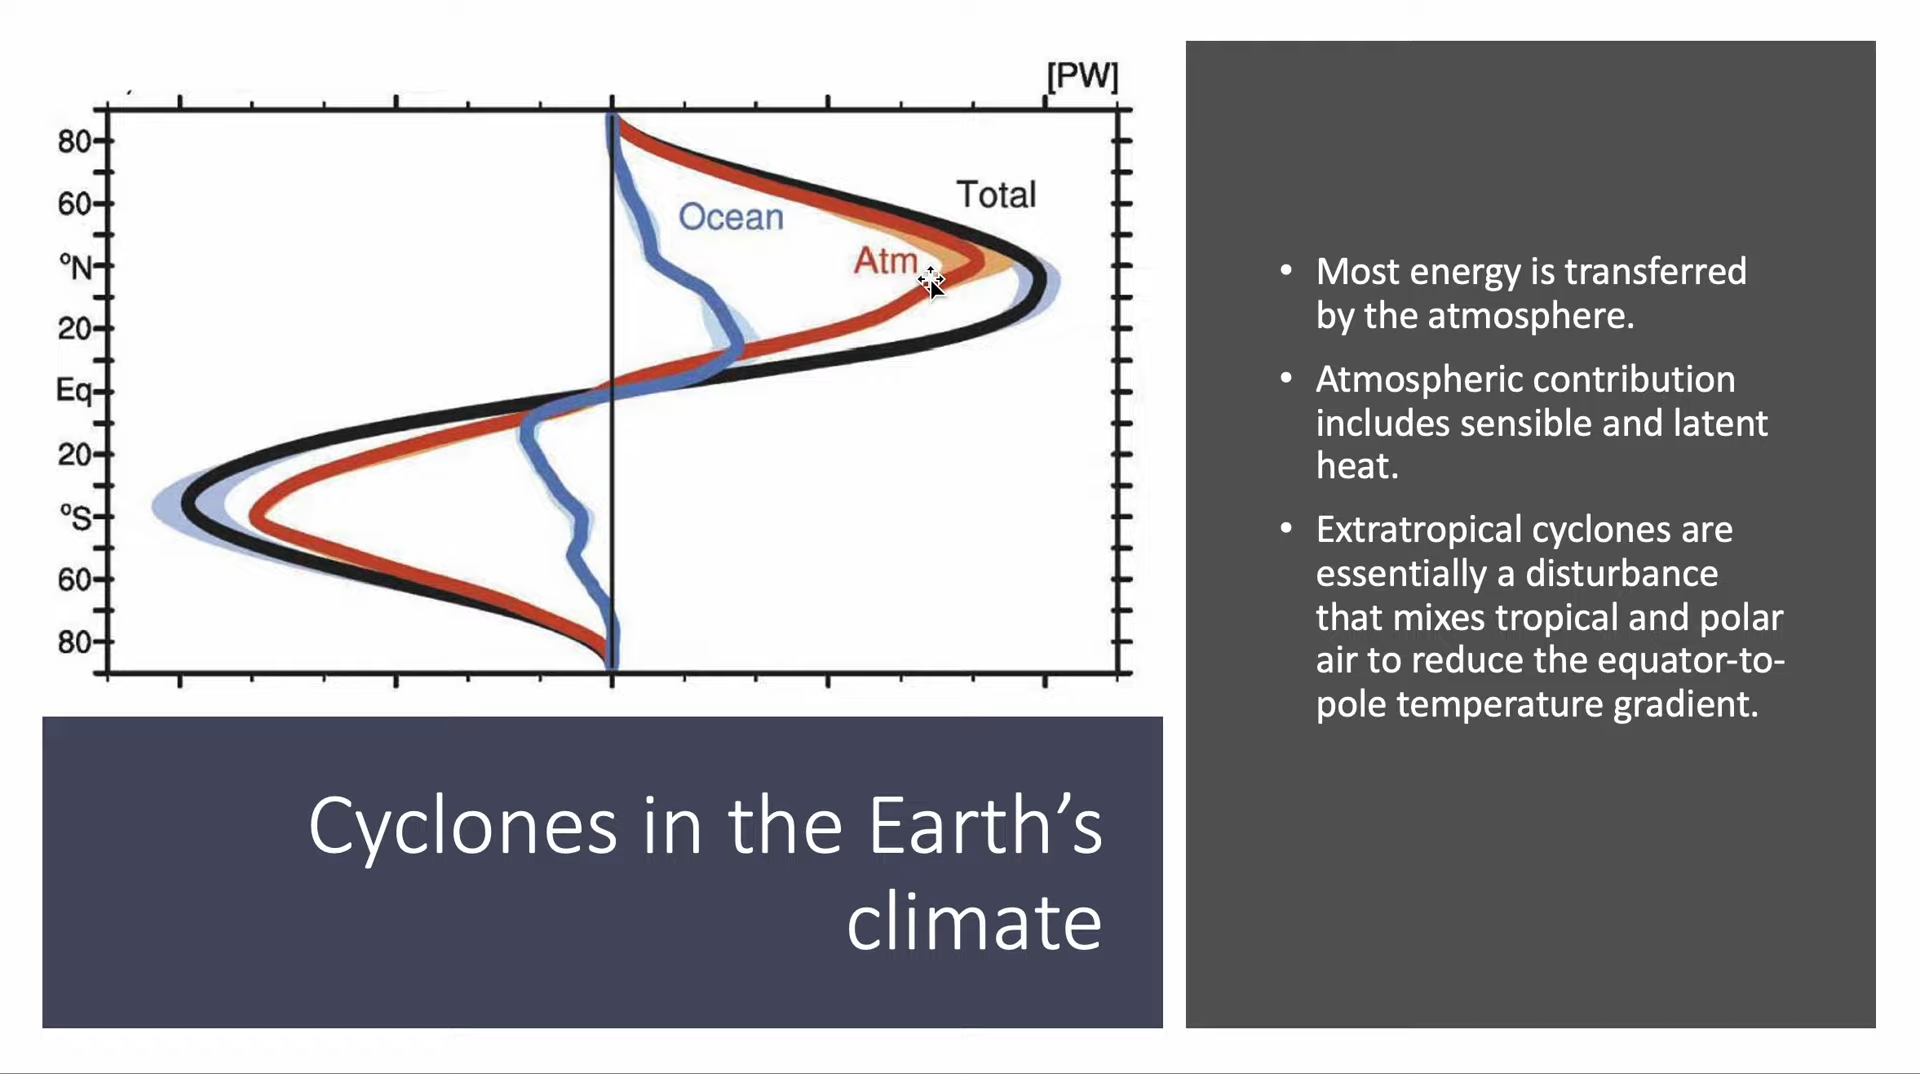 [PW]
80
60
ºN
20
Eq
20
ºS
60
80
Total
Ocean
Atm
Cyclones in the Earth’s
climate
• Most energy is transferred
by the atmosphere.
• Atmospheric contribution
includes sensible and latent
heat.
• Extratropical cyclones are
essentially a disturbance
that mixes tropical and polar
air to reduce the equator-to-
pole temperature gradient.